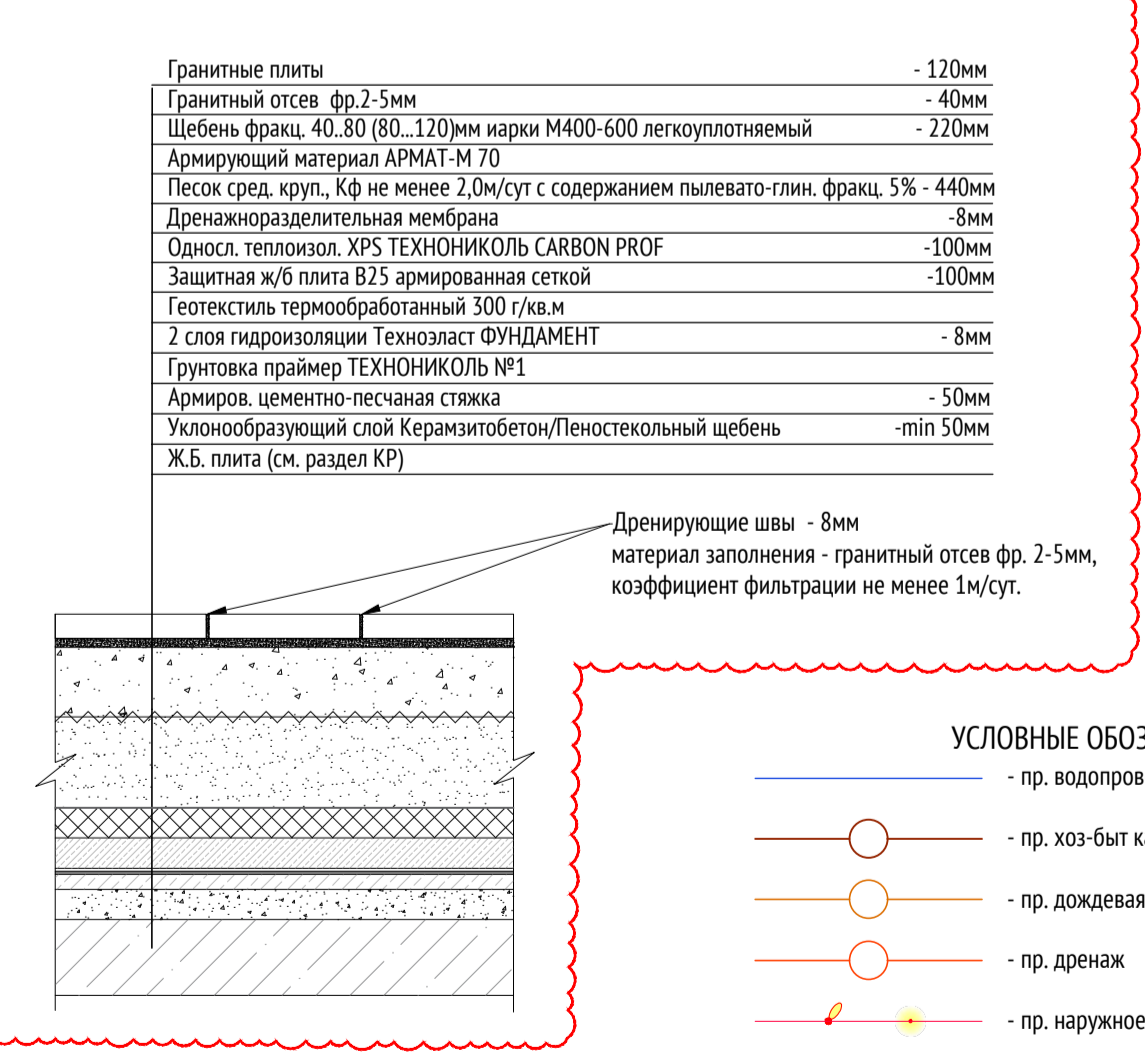 Гранитные плиты - 120мм
Гранитный отсев фр.2-5мм - 40мм
Щебень фракц. 40..80 (80...120)мм иарки М400-600 легкоуплотняемый - 220мм
Армирующий материал АРМАТ-М 70
Песок сред. круп., Кф не менее 2,0м/сут с содержанием пылевато-глин. фракц. 5% - 440мм
Дренажноразделительная мембрана -8мм
Односл. теплоизол. XPS ТЕХНОНИКОЛЬ CARBON PROF -100мм
Защитная ж/б плита В25 армированная сеткой -100мм
Геотекстиль термообработанный 300 г/кв.м
2 слоя гидроизоляции Техноэласт ФУНДАМЕНТ - 8мм
Грунтовка праймер ТЕХНОНИКОЛЬ №1
Армиров. цементно-песчаная стяжка - 50мм
Уклонообразующий слой Керамзитобетон/Пеностекольный щебень -min 50мм
Ж.Б. плита (см. раздел КР)
Дренирующие швы - 8мм
материал заполнения - гранитный отсев фр. 2-5мм,
коэффициент фильтрации не менее 1м/сут.
УСЛОВНЫЕ ОБОЗ
- пр. водопров
- пр. хоз-быт ка
- пр. дождевая
- пр. дренаж
- пр. наружное